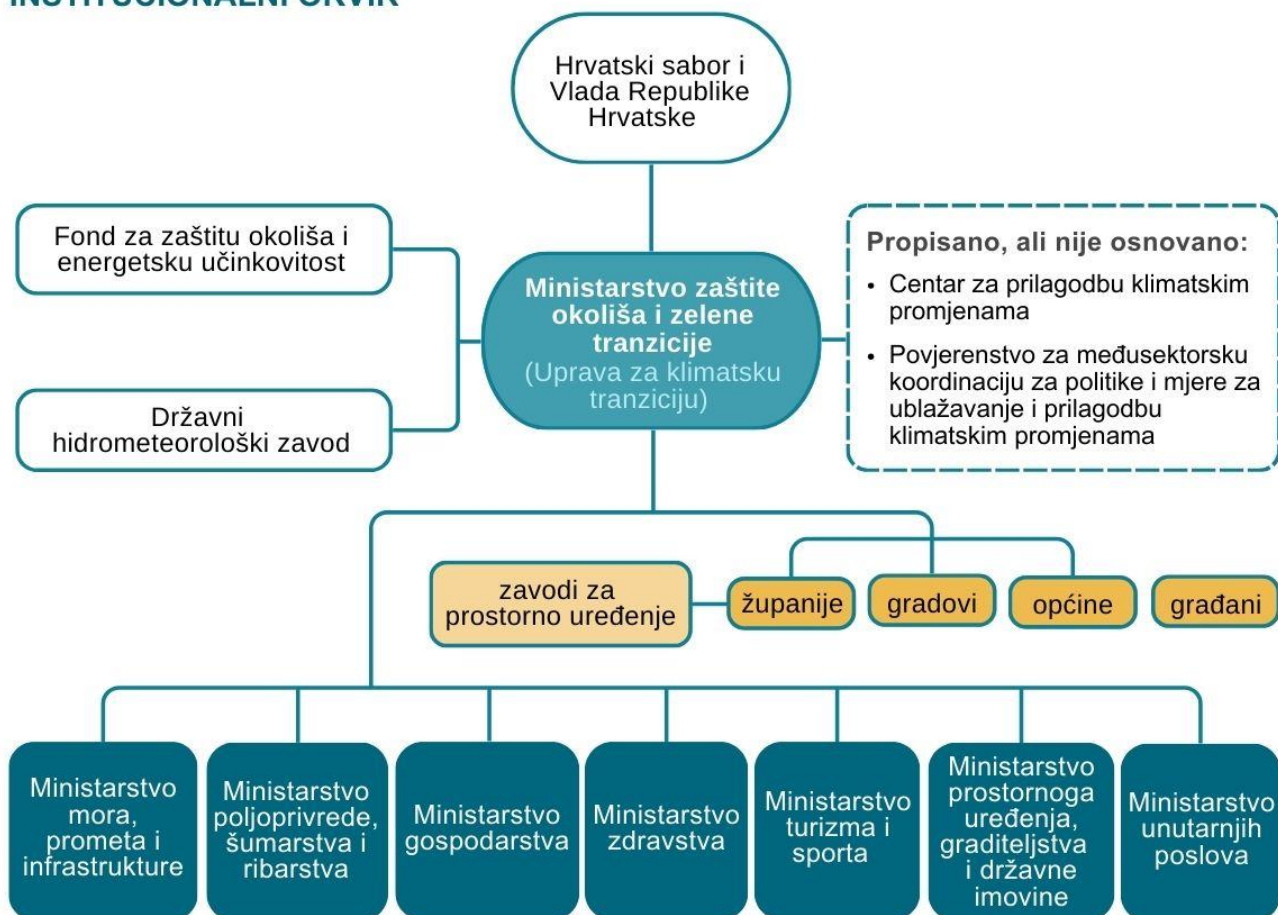 INSTITUCIONALNI OKVIR
Hrvatski sabor i
Vlada Republike
Hrvatske
Fond za zaštitu okoliša i
energetsku učinkovitost
Državni
hidrometeorološki zavod
Ministarstvo zaštite
okoliša i zelene
tranzicije
(Uprava za klimatsku
tranziciju)
Propisano, ali nije osnovano:
• Centar za prilagodbu klimatskim
promjenama
• Povjerenstvo za međusektorsku
koordinaciju za politike i mjere za
ublažavanje i prilagodbu
klimatskim promjenama
zavodi za
prostorno uređenje
županije
gradovi
općine
građani
Ministarstvo
mora,
prometa i
infrastrukture
Ministarstvo
poljoprivrede,
šumarstva i
ribarstva
Ministarstvo
gospodarstva
Ministarstvo
zdravstva
Ministarstvo
turizma i
sporta
Ministarstvo
prostornoga
uređenja,
graditeljstva
i državne
imovine
Ministarstvo
unutarnjih
poslova